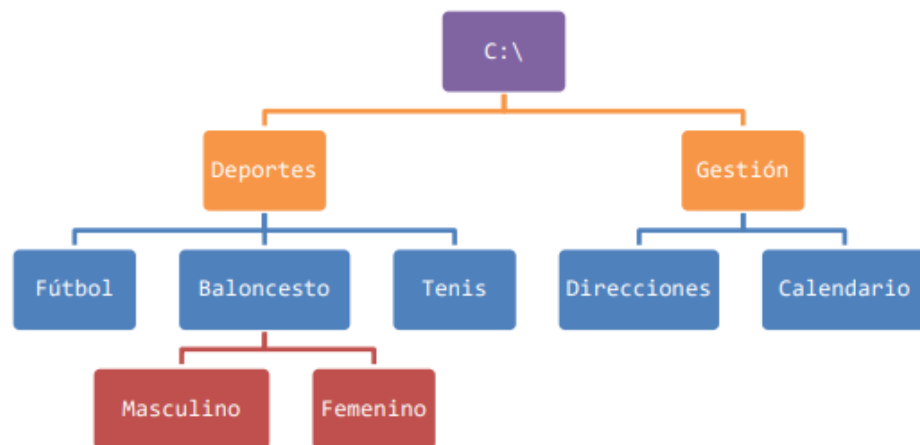 C:\
Deportes
Gestión
Fútbol
Baloncesto
Tenis
Direcciones
Calendario
Masculino
Femenino